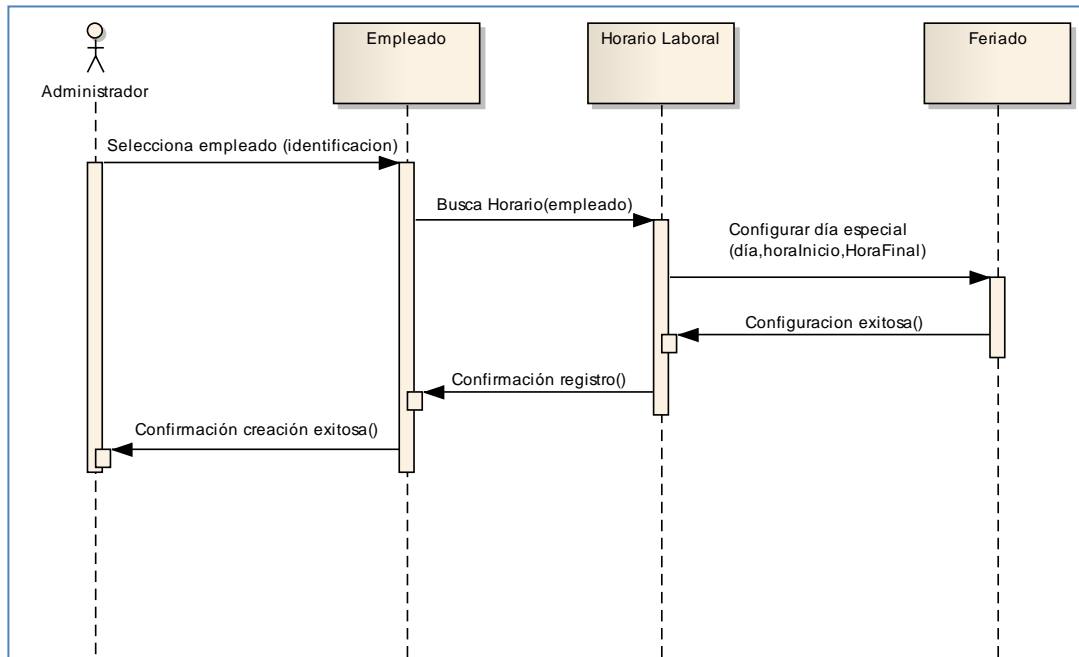 Administrador
Empleado
Horario Laboral
Feriado
Selecciona empleado (identificacion)
Busca Horario(empleado)
Configurar día especial
(día,horaInicio,HoraFinal)
Configuracion exitosa()
Confirmación registro()
Confirmación creación exitosa()